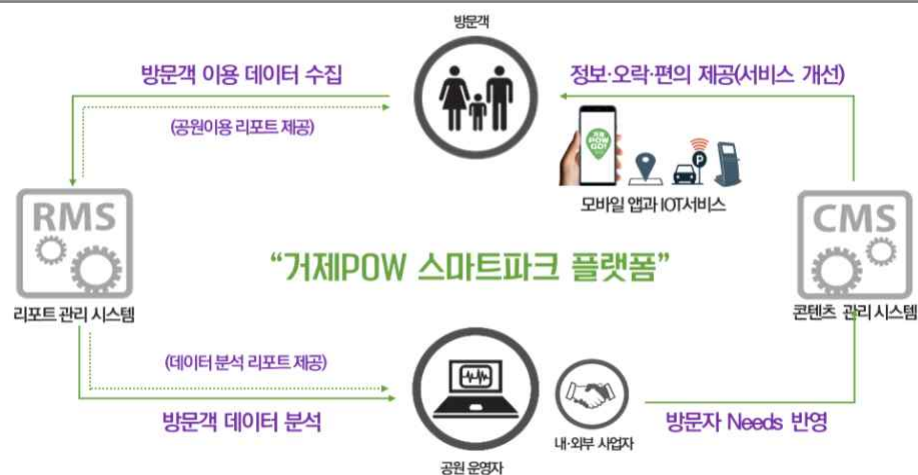 방문객
방문객 이용 데이터 수집
정보·오락·편의 제공(서비스 개선)
(공원이용 리포트 제공)
거제
POW
GO!
P
모바일 앱과 IOT서비스
RMS
CMS
“거제POW 스마트파크 플랫폼”
리포트 관리 시스템
콘텐츠 관리 시스템
(데이터 분석 리포트 제공)
방문객 데이터 분석
방문자 Needs 반영
내·외부 사업자
공원 운영자